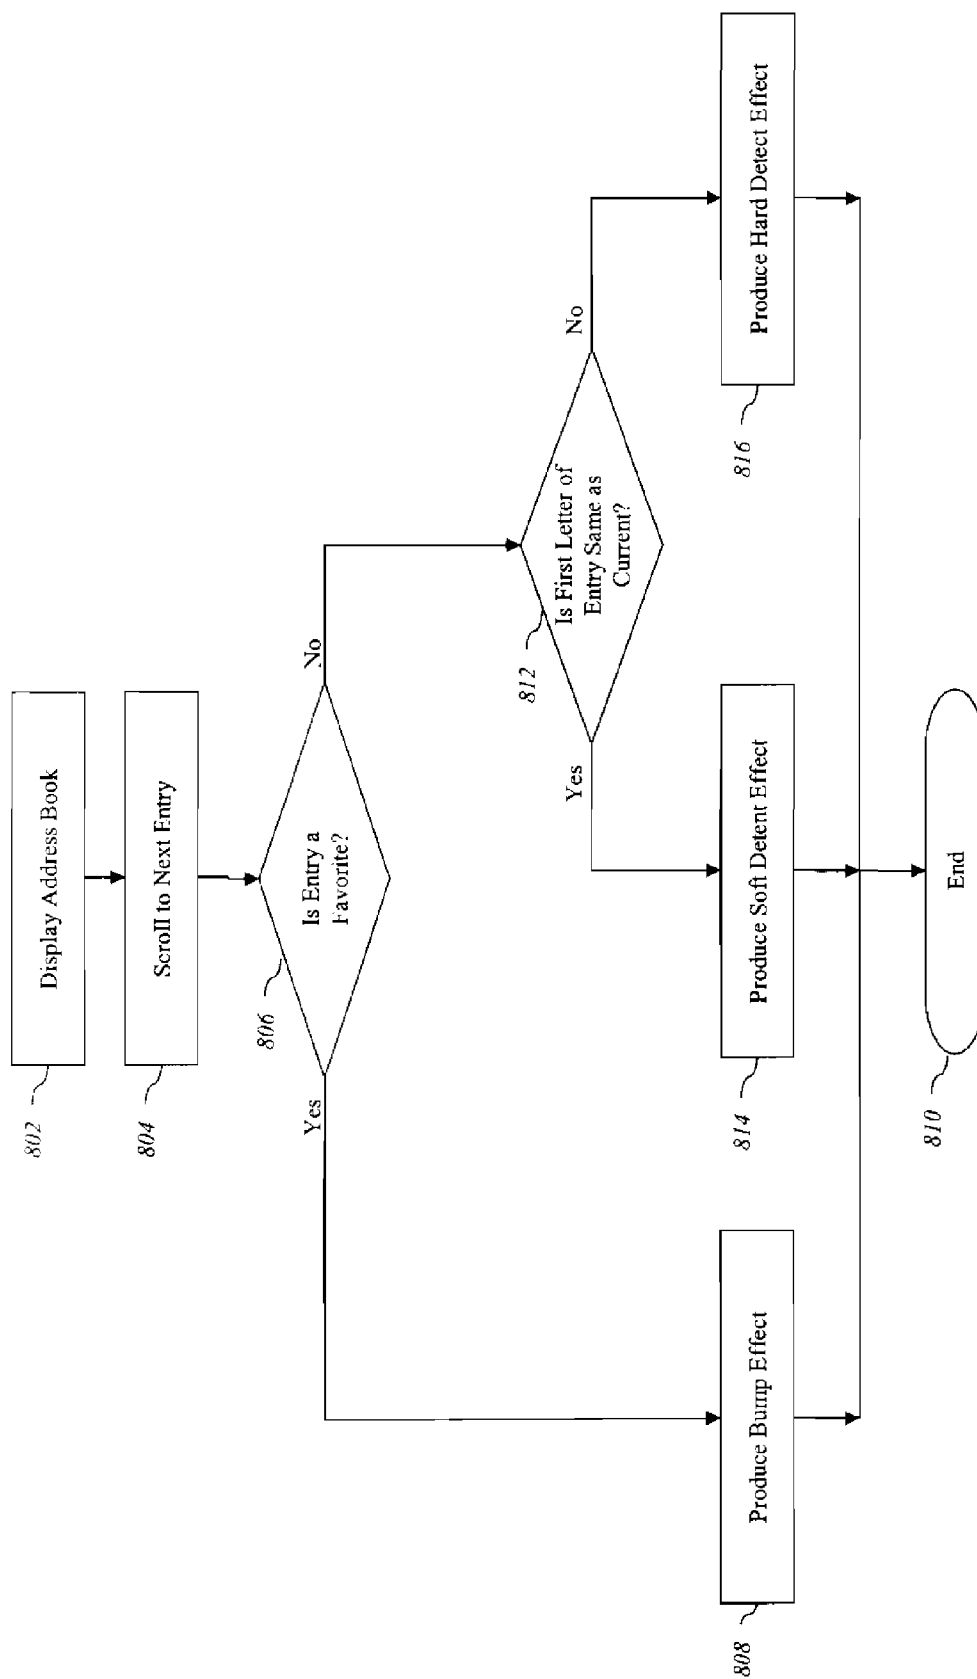 802
Display Address Book
804
Scroll to Next Entry
806
Is Entry a
Favorite?
Yes
No
812
Is First Letter of
Entry Same as
Current?
Yes
No
808
Produce Bump Effect
814
Produce Soft Detent Effect
816
Produce Hard Detect Effect
810
End